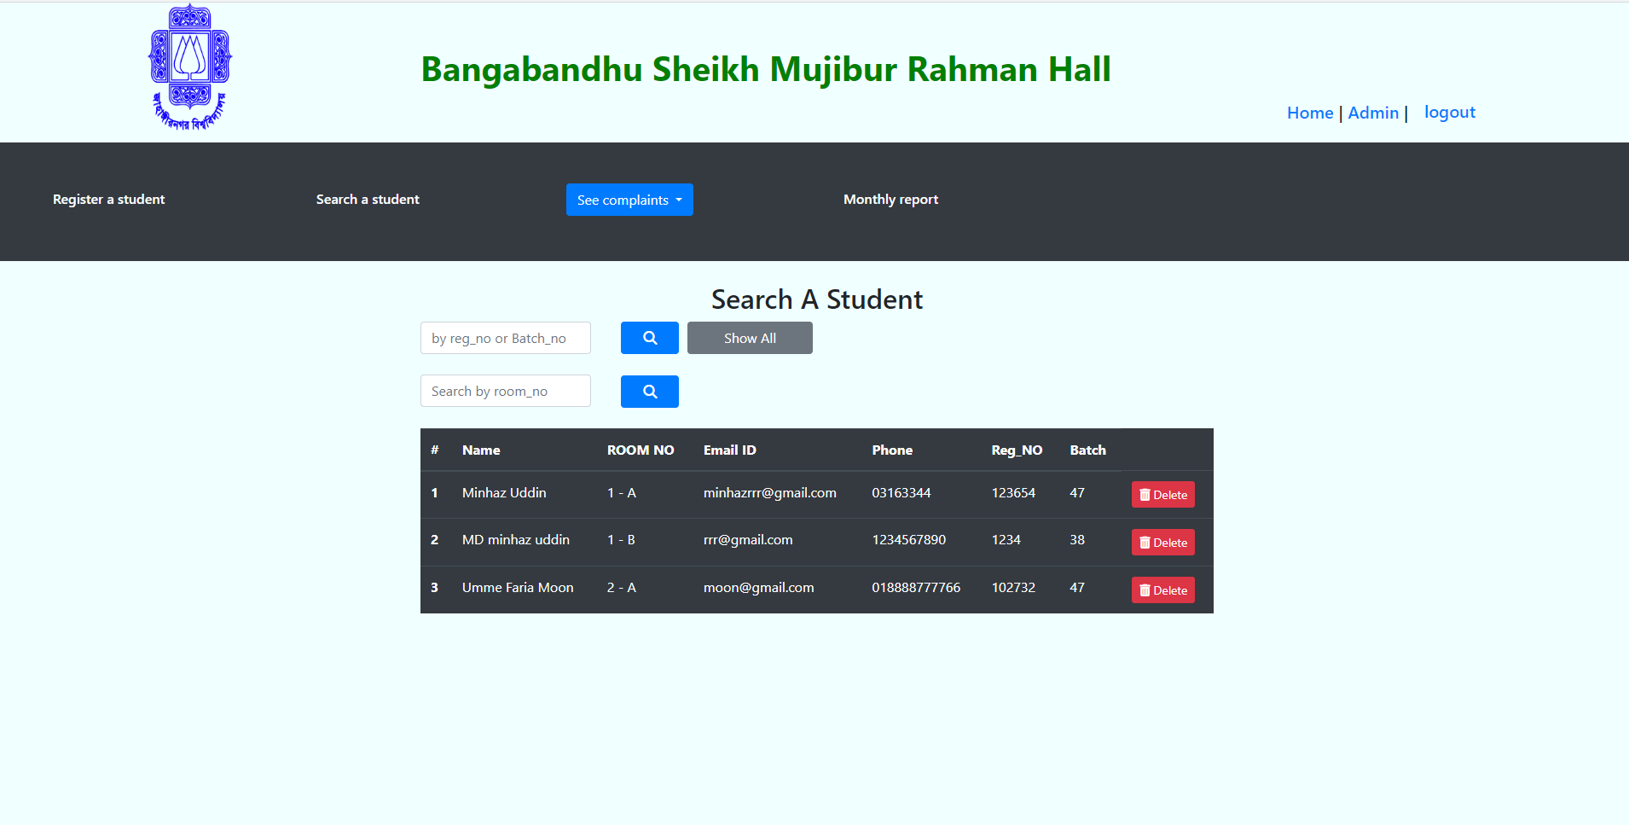 জাহাঙ্গীরনগর বিশ্ববিদ্যালয়
Bangabandhu Sheikh Mujibur Rahman Hall
Home | Admin | logout
Register a student Search a student See complaints Monthly report
Search A Student
by reg_no or Batch_no Show All
Search by room_no
# Name ROOM NO Email ID Phone Reg_NO Batch
1 Minhaz Uddin 1 - A minhazrrr@gmail.com 03163344 123654 47 Delete
2 MD minhaz uddin 1 - B rrr@gmail.com 1234567890 1234 38 Delete
3 Umme Faria Moon 2 - A moon@gmail.com 018888777766 102732 47 Delete